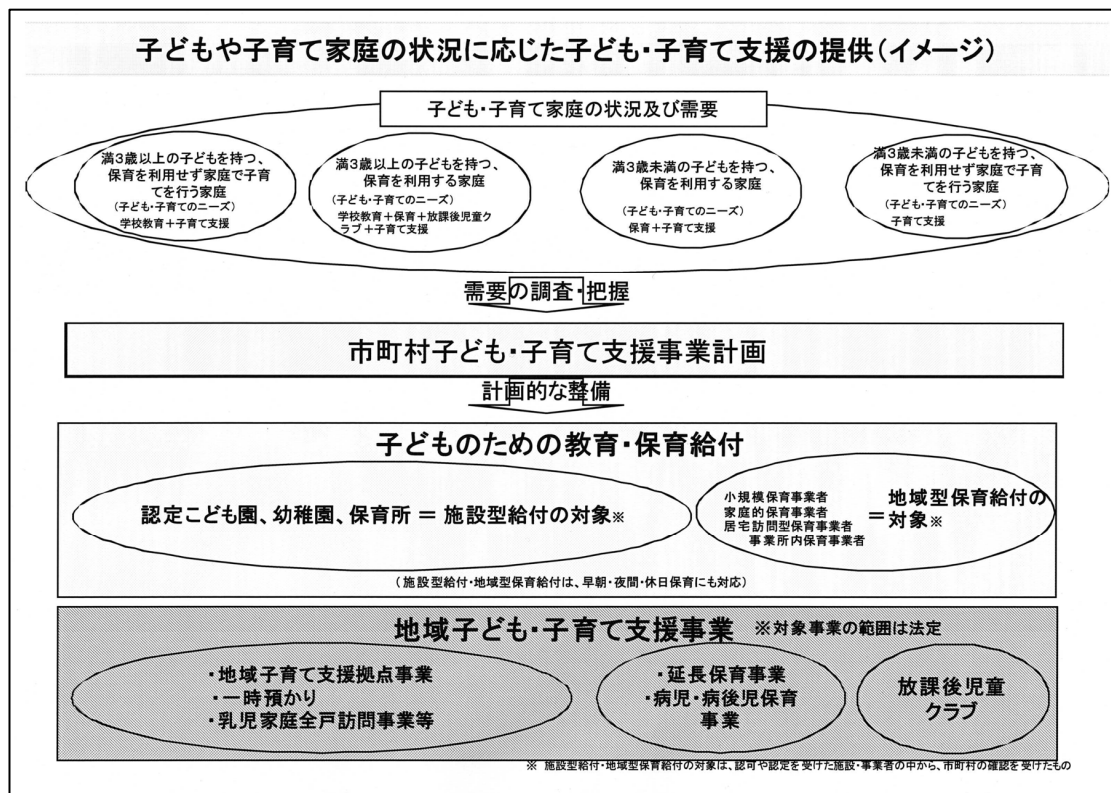 子どもや子育て家庭の状況に応じた子ども・子育て支援の提供(イメージ)
子ども・子育て家庭の状況及び需要
満3歳以上の子どもを持つ、
保育を利用せず家庭で子育
てを行う家庭
(子ども・子育てのニーズ)
学校教育+子育て支援
満3歳以上の子どもを持つ、
保育を利用する家庭
(子ども・子育てのニーズ)
学校教育+保育+放課後児童ク
ラブ+子育て支援
満3歳未満の子どもを持つ、
保育を利用する家庭
(子ども・子育てのニーズ)
保育+子育て支援
満3歳未満の子どもを持つ、
保育を利用せず家庭で子育
てを行う家庭
(子ども・子育てのニーズ)
子育て支援
需要の調査・把握
市町村子ども・子育て支援事業計画
計画的な整備
子どものための教育・保育給付
認定こども園、幼稚園、保育所 = 施設型給付の対象※
小規模保育事業者
家庭的保育事業者
居宅訪問型保育事業者
事業所内保育事業者
=地域型保育給付の
対象※
(施設型給付・地域型保育給付は、早朝・夜間・休日保育にも対応)
地域子ども・子育て支援事業 ※対象事業の範囲は法定
・地域子育て支援拠点事業
・一時預かり
・乳児家庭全戸訪問事業等
・延長保育事業
・病児・病後児保育
事業
放課後児童
クラブ
※ 施設型給付・地域型保育給付の対象は、認可や認定を受けた施設・事業者の中から、市町村の確認を受けたもの